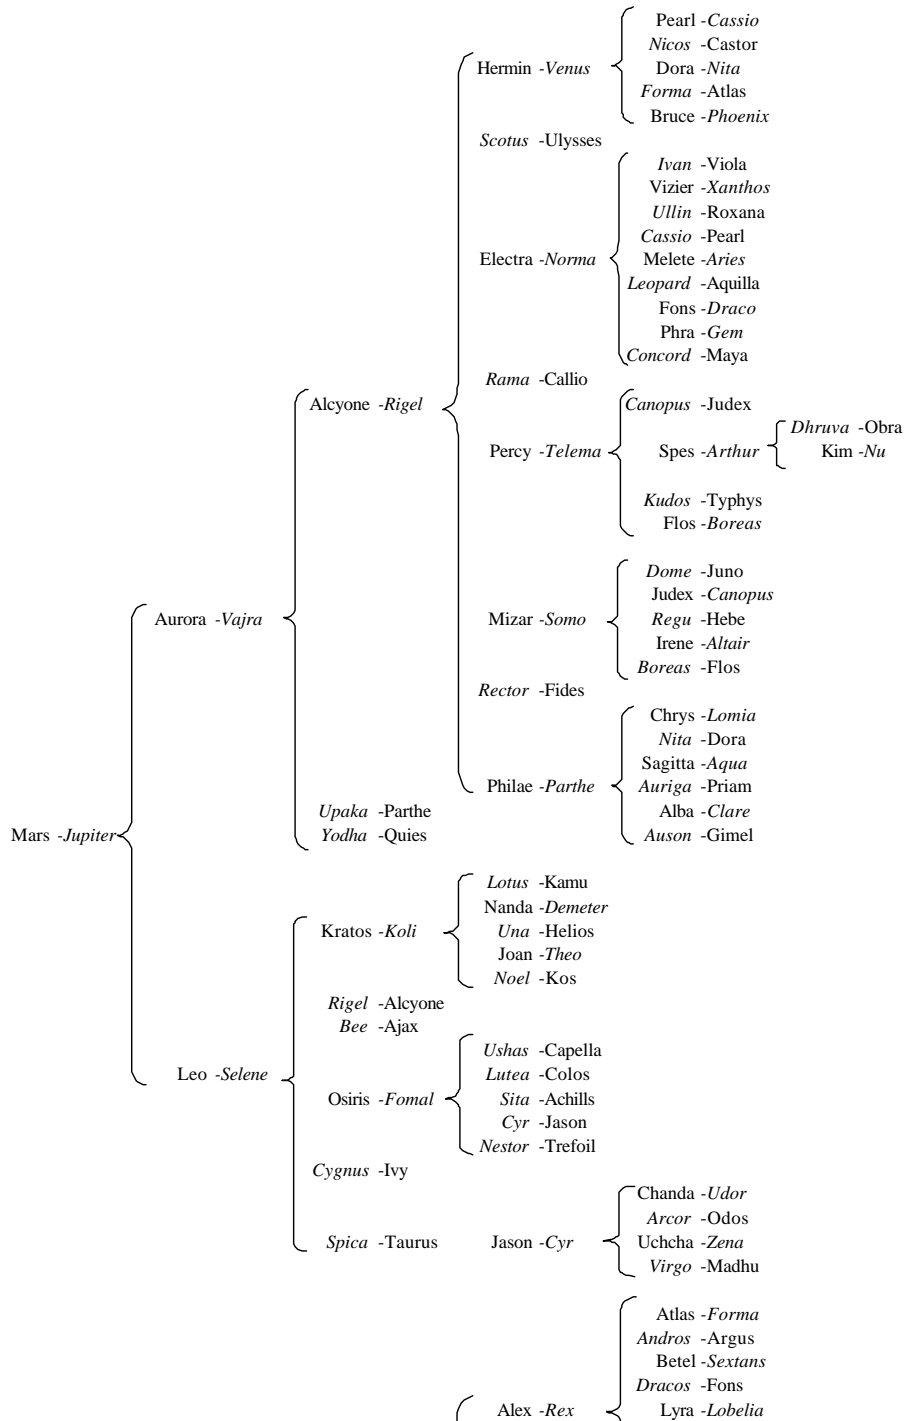 Pearl -Cassio
Nicos -Castor
Hermin -Venus
Dora -Nita
Forma -Atlas
Bruce -Phoenix
Scotus -Ulysses
Ivan -Viola
Vizier -Xanthos
Ullin -Roxana
Cassio -Pearl
Electra -Norma
Melete -Aries
Leopard -Aquilla
Fons -Draco
Phra -Gem
Concord -Maya
Rama -Callio
Alcyone -Rigel
Canopus -Judex
Dhruva -Obra
Percy -Telema
Spes -Arthur
Kim -Nu
Kudos -Typhys
Flos -Boreas
Dome -Juno
Judex -Canopus
Aurora -Vajra
Mizar -Somo
Regu -Hebe
Irene -Altair
Boreas -Flos
Rector -Fides
Chrys -Lomia
Nita -Dora
Sagitta -Aqua
Philae -Parthe
Auriga -Priam
Upaka -Parthe
Alba -Clare
Mars -Jupiter
Yodha -Quies
Auson -Gimel
Lotus -Kamu
Nanda -Demeter
Kratos -Koli
Una -Helios
Joan -Theo
Noel -Kos
Rigel -Alcyone
Bee -Ajax
Ushas -Capella
Leo -Selene
Lutea -Colos
Osiris -Fomal
Sita -Achills
Cyr -Jason
Nestor -Trefoil
Cygnus -Ivy
Chanda -Udor
Arcor -Odos
Spica -Taurus
Jason -Cyr
Uchcha -Zena
Virgo -Madhu
Atlas -Forma
Andros -Argus
Betel -Sextans
Dracos -Fons
Alex -Rex
Lyra -Lobelia